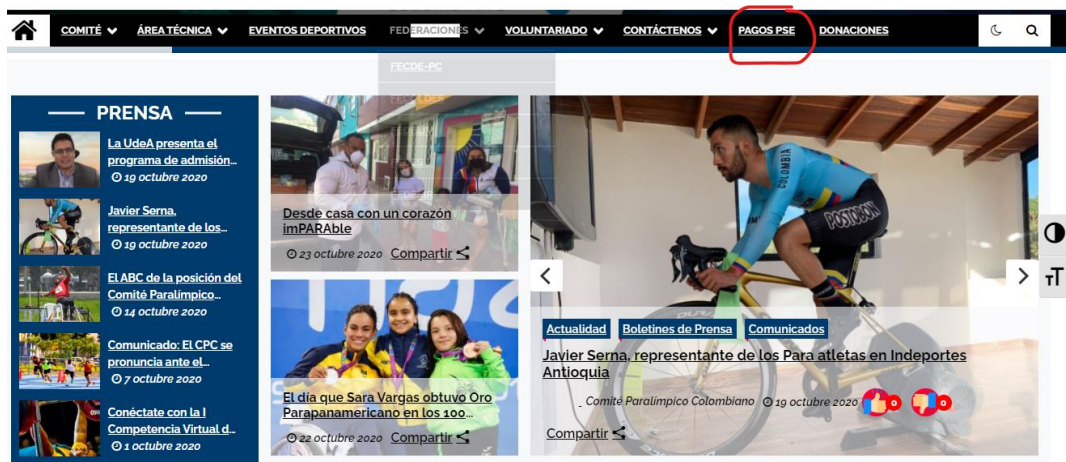 COMITÉ
ÁREA TÉCNICA
EVENTOS DEPORTIVOS
FEDERACIONES
VOLUNTARIADO
CONTÁCTENOS
PAGOS PSE
DONACIONES
FECDE-PC
PRENSA
La UdeA presenta el
programa de admisión...
19 octubre 2020
Javier Serna,
representante de los...
19 octubre 2020
El ABC de la posición del
Comité Paralímpico...
14 octubre 2020
Comunicado: El CPC se
pronuncia ante el...
7 octubre 2020
Conéctate con la I
Competencia Virtual d...
1 octubre 2020
Desde casa con un corazón
imPARAble
23 octubre 2020 Compartir
El día que Sara Vargas obtuvo Oro
Parapanamericano en los 100...
22 octubre 2020 Compartir
COLOMBIA
POSTOBON
Actualidad Boletines de Prensa Comunicados
Javier Serna, representante de los Para atletas en Indeportes
Antioquia
Comité Paralímpico Colombiano 19 octubre 2020 0 0
Compartir
TT